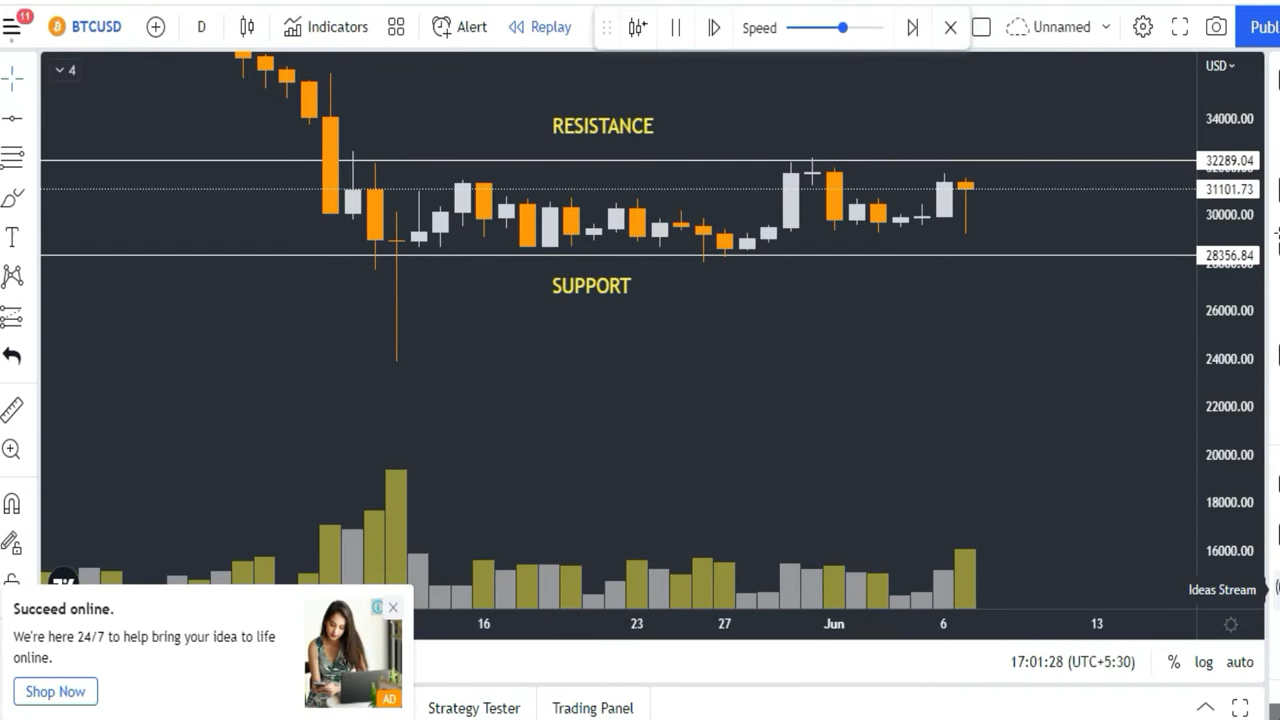 11
BTCUSD
D
Indicators
Alert
Replay
Speed
Unnamed
Publ
4
USD
RESISTANCE
34000.00
32289.04
31101.73
30000.00
28356.84
SUPPORT
26000.00
24000.00
22000.00
20000.00
18000.00
16000.00
Ideas Stream
16
23
27
Jun
6
13
Succeed online.
We're here 24/7 to help bring your idea to life
online.
Shop Now
AD
17:01:28 (UTC+5:30)
%
log
auto
Strategy Tester
Trading Panel